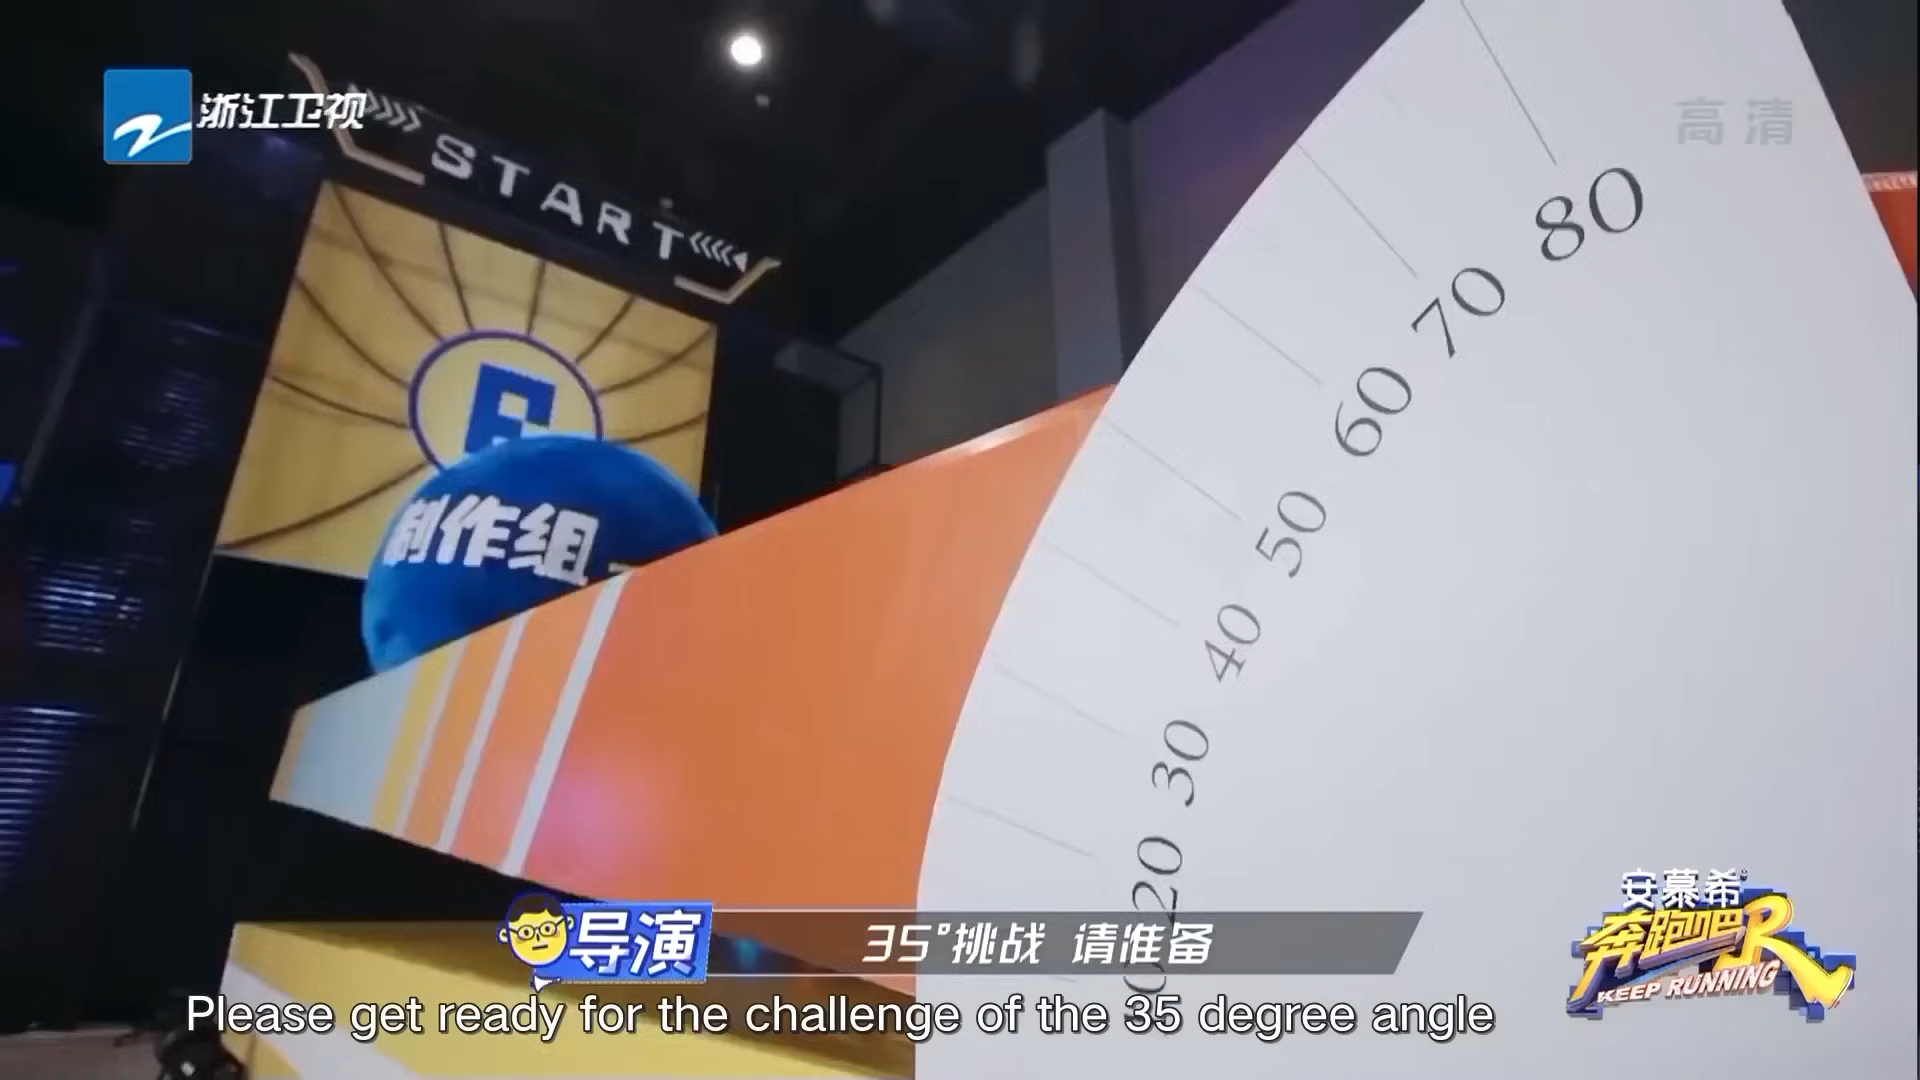 浙江卫视
高清
START
制作组
80
70
60
50
40
30
20
安慕希
奔跑吧
KEEP RUNNING
导演
35°挑战 请准备
Please get ready for the challenge of the 35 degree angle